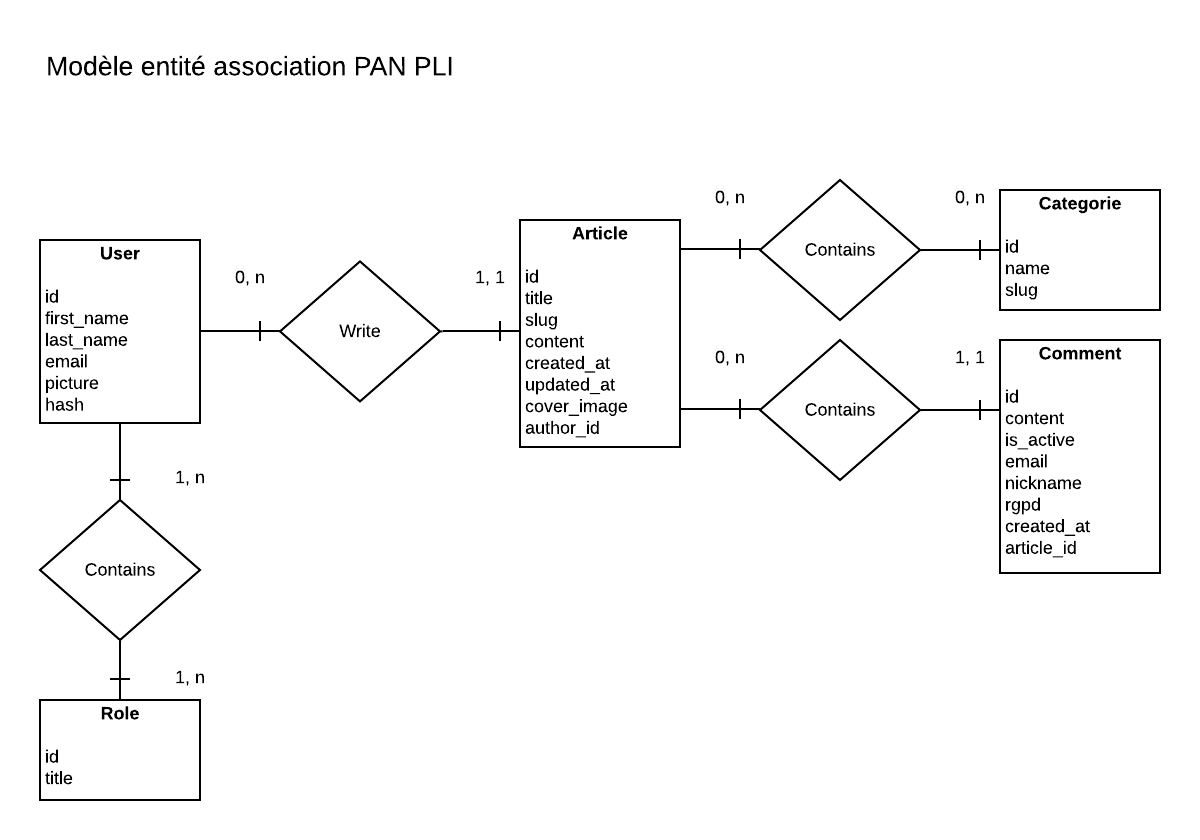 Modèle entité association PAN PLI
User
id
first_name
last_name
email
picture
hash
0, n
Write
1, 1
Article
id
title
slug
content
created_at
updated_at
cover_image
author_id
0, n
Contains
0, n
Categorie
id
name
slug
0, n
Contains
1, 1
Comment
id
content
is_active
email
nickname
rgpd
created_at
article_id
1, n
Contains
1, n
Role
id
title